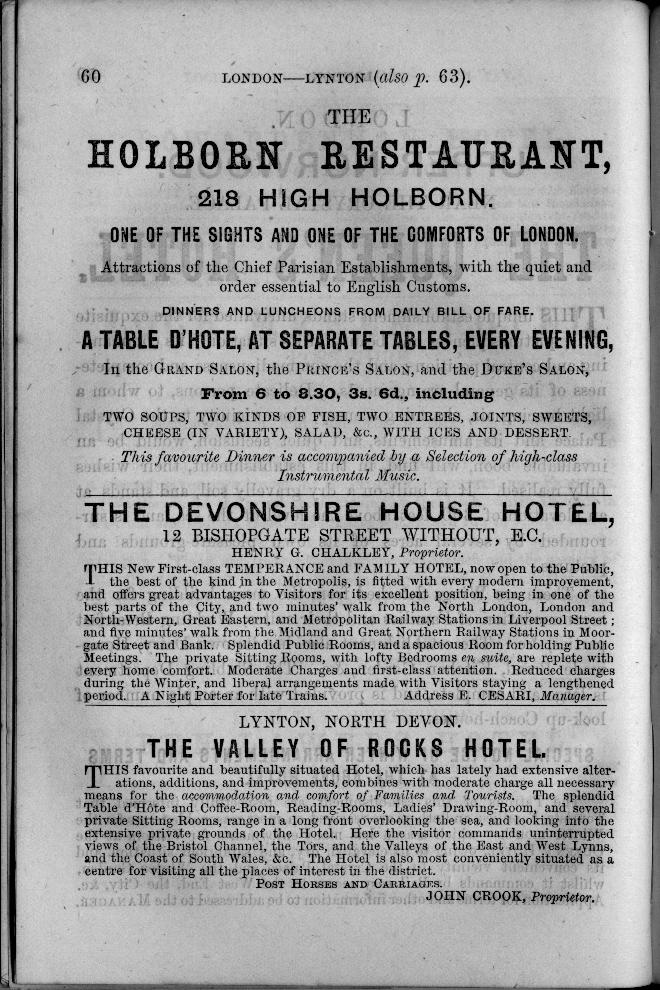 60
LONDON—LYNTON (also p. 63).
THE
HOLBORN RESTAURANT,
218 HIGH HOLBORN.
ONE OF THE SIGHTS AND ONE OF THE COMFORTS OF LONDON.
Attractions of the Chief Parisian Establishments, with the quiet and
order essential to English Customs.
DINNERS AND LUNCHEONS FROM DAILY BILL OF FARE.
A TABLE D'HOTE, AT SEPARATE TABLES, EVERY EVENING,
In the GRAND SALON, the PRINCE'S SALON, and the DUKE'S SALON,
From 6 to 8.30, 3s. 6d., including
TWO SOUPS, TWO KINDS OF FISH, TWO ENTREES, JOINTS, SWEETS,
CHEESE (IN VARIETY), SALAD, &c., WITH ICES AND DESSERT.
This favourite Dinner is accompanied by a Selection of high-class
Instrumental Music.
THE DEVONSHIRE HOUSE HOTEL,
12 BISHOPGATE STREET WITHOUT, E.C.
HENRY G. CHALKLEY, Proprietor.
THIS New First-class TEMPERANCE and FAMILY HOTEL, now open to the Public,
the best of the kind in the Metropolis, is fitted with every modern improvement,
and offers great advantages to Visitors for its excellent position, being in one of the
best parts of the City, and two minutes' walk from the North London, London and
North-Western, Great Eastern, and Metropolitan Railway Stations in Liverpool Street;
and five minutes' walk from the Midland and Great Northern Railway Stations in Moor-
gate Street and Bank. Splendid Public Rooms, and a spacious Room for holding Public
Meetings. The private Sitting Rooms, with lofty Bedrooms en suite, are replete with
every home comfort. Moderate Charges and first-class attention. Reduced charges
during the Winter, and liberal arrangements made with Visitors staying a lengthened
period. A Night Porter for late Trains. Address E. CESARI, Manager.
LYNTON, NORTH DEVON.
THE VALLEY OF ROCKS HOTEL.
THIS favourite and beautifully situated Hotel, which has lately had extensive alter-
ations, additions, and improvements, combines with moderate charge all necessary
means for the accommodation and comfort of Families and Tourists. The splendid
Table d'Hôte and Coffee-Room, Reading-Rooms, Ladies' Drawing-Room, and several
private Sitting Rooms, range in a long front overlooking the sea, and looking into the
extensive private grounds of the Hotel. Here the visitor commands uninterrupted
views of the Bristol Channel, the Tors, and the Valleys of the East and West Lynns,
and the Coast of South Wales, &c. The Hotel is also most conveniently situated as a
centre for visiting all the places of interest in the district.
POST HORSES AND CARRIAGES.
JOHN CROOK, Proprietor.